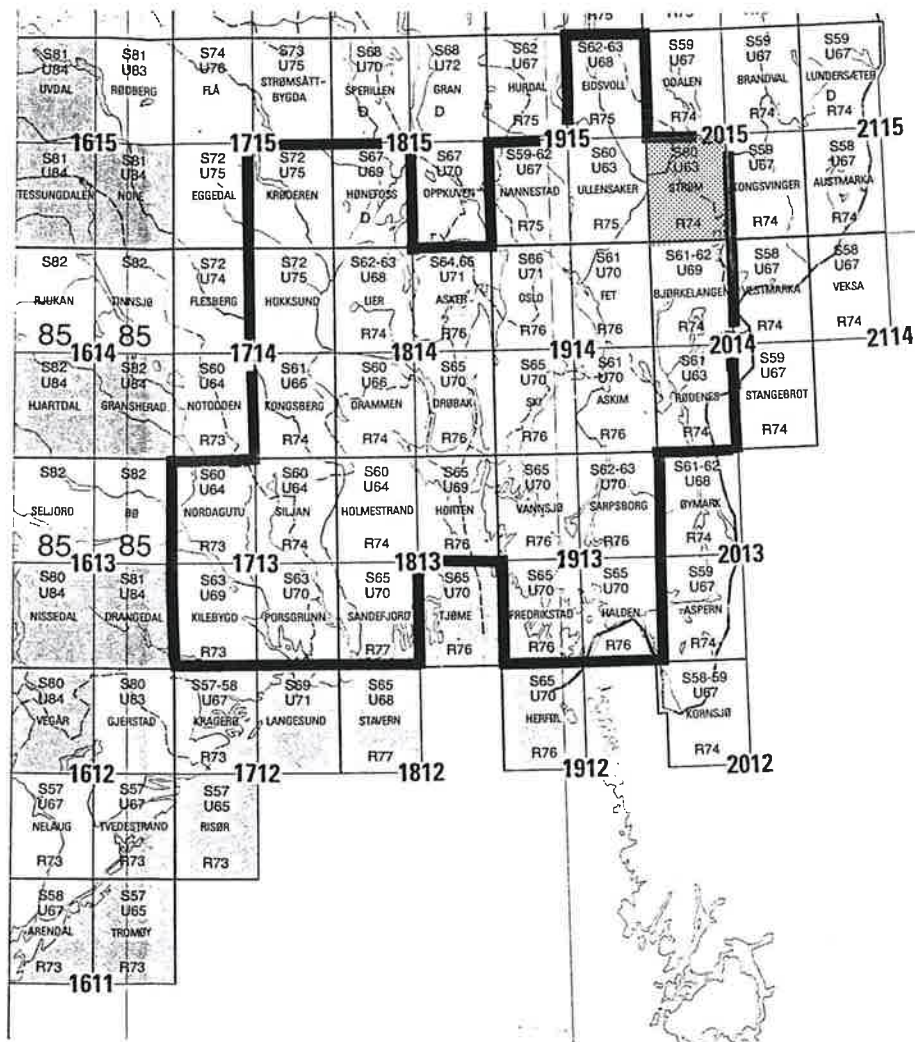 R75
S81
U84
UVDAL
S81
U83
RØDBERG
S74
U76
FLÅ
S73
U75
STRØMSÅTT-
BYGDA
S68
U70
SPERILLEN
D
S68
U72
GRAN
D
S62
U67
HURDAL
R75
S62-63
U68
EIDSVOLL
R75
S59
U67
ODALEN
R74
S59
U67
BRANDVAL
R74
S59
U67
LUNDERSÆTER
D
R74
1615
1715
1815
1915
2015
2115
S81
U84
TESSUNGDALEN
S81
U84
NORE
S72
U75
EGGEDAL
S72
U75
KRØDEREN
S67
U69
HØNEFOSS
D
S67
U70
OPPKUVEN
S59-62
U67
NANNESTAD
R75
S60
U63
ULLENSAKER
R75
S60
U63
STRØM
R74
S59
U67
KONGSVINGER
R74
S58
U67
AUSTMARKA
R74
S82
RJUKAN
85
S82
TINNSJØ
85
S72
U74
FLESBERG
S72
U75
HOKKSUND
S62-63
U68
LIER
R74
S64,66
U71
ASKER
R76
S66
U71
OSLO
R76
S61
U70
FET
R76
S61-62
U69
BJØRKELANGEN
R74
S58
U67
VESTMARKA
R74
S58
U67
VEKSA
R74
1614
1714
1814
1914
2014
2114
S82
U84
HJARTDAL
S82
U84
GRANSHERAD
S60
U64
NOTODDEN
R73
S61
U66
KONGSBERG
R74
S60
U66
DRAMMEN
R74
S65
U70
DRØBAK
R76
S65
U70
SKI
R76
S61
U70
ASKIM
R76
S61
U63
RØDENES
R74
S59
U67
STANGEBROT
R74
S82
SELJORD
85
S82
BØ
85
S60
U64
NORDAGUTU
R73
S60
U64
SILJAN
R74
S60
U64
HOLMESTRAND
R74
S65
U69
HORTEN
R76
S65
U70
VANNSJØ
R76
S62-63
U70
SARPSBORG
R76
S61-62
U68
ØYMARK
R74
1613
1713
1813
1913
2013
S80
U84
NISSEDAL
S81
U84
DRANGEDAL
S63
U69
KILEBYGD
R73
S63
U70
PORSGRUNN
R74
S65
U70
SANDEFJORD
R77
S65
U70
TJØME
R76
S65
U70
FREDRIKSTAD
R76
S65
U70
HALDEN
R76
S59
U67
ASPERN
R74
S80
U84
VEGÅR
S80
U83
GJERSTAD
S57-58
U67
KRAGERØ
R73
S69
U71
LANGESUND
S65
U68
STAVERN
R77
S65
U70
HERFØL
R76
S58-59
U67
KORNSJØ
R74
1612
1712
1812
1912
2012
S57
U67
NELAUG
R73
S57
U67
TVEDESTRAND
R73
S57
U65
RISØR
R73
S58
U67
ARENDAL
R73
S57
U65
TROMØY
R73
1611